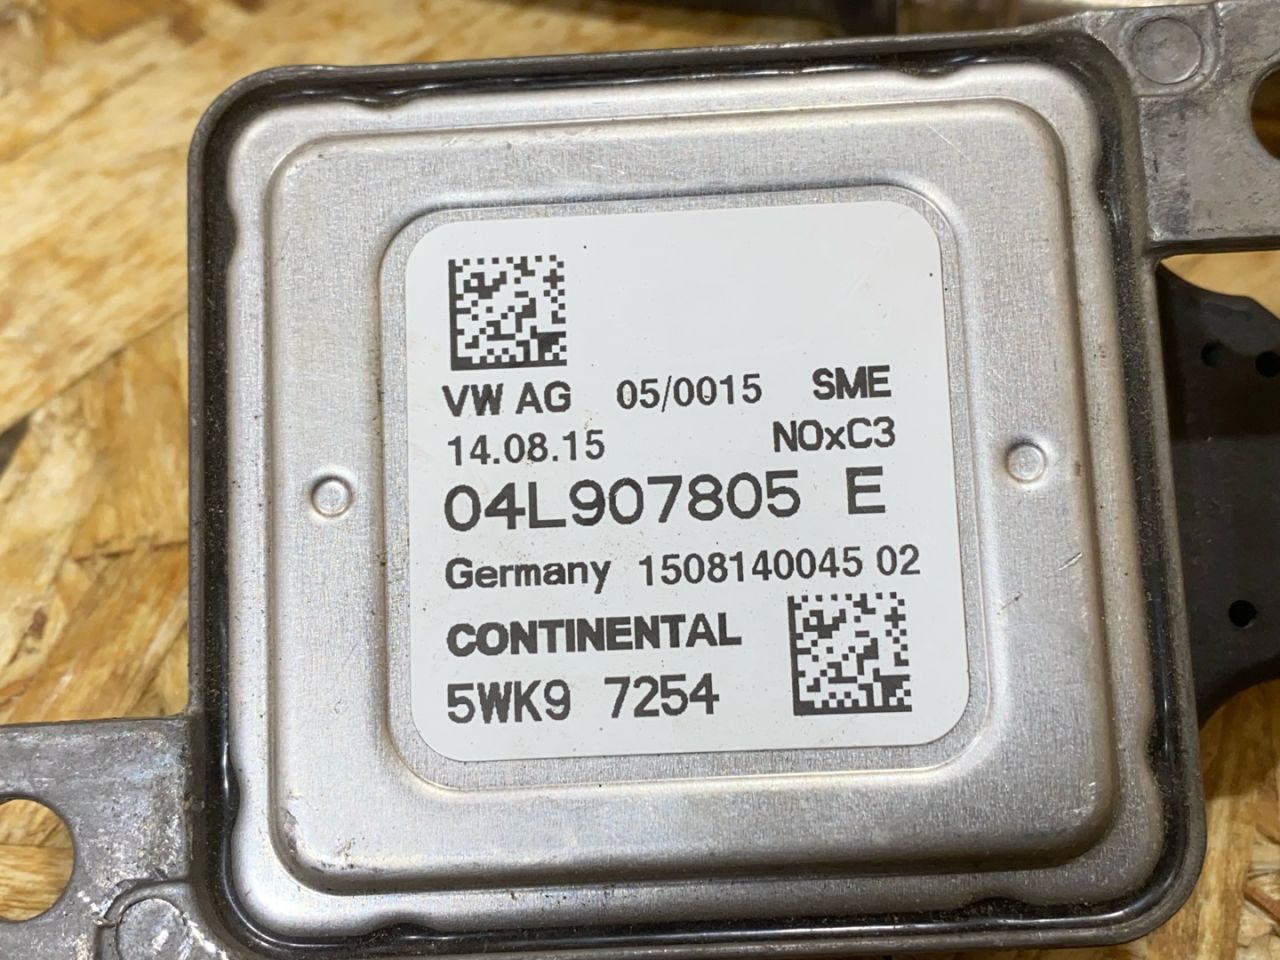 VW AG 05/0015 SME
14.08.15 NOxC3
04L907805 E
Germany 1508140045 02
CONTINENTAL
5WK9 7254